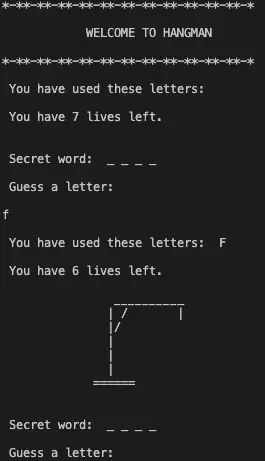 *-**-**-**-**-**-**-**-**-**-**-**-*
WELCOME TO HANGMAN
*-**-**-**-**-**-**-**-**-**-**-**-*
You have used these letters:
You have 7 lives left.
Secret word:  _ _ _ _
Guess a letter:
f
You have used these letters:  F
You have 6 lives left.
Secret word:  _ _ _ _
Guess a letter: